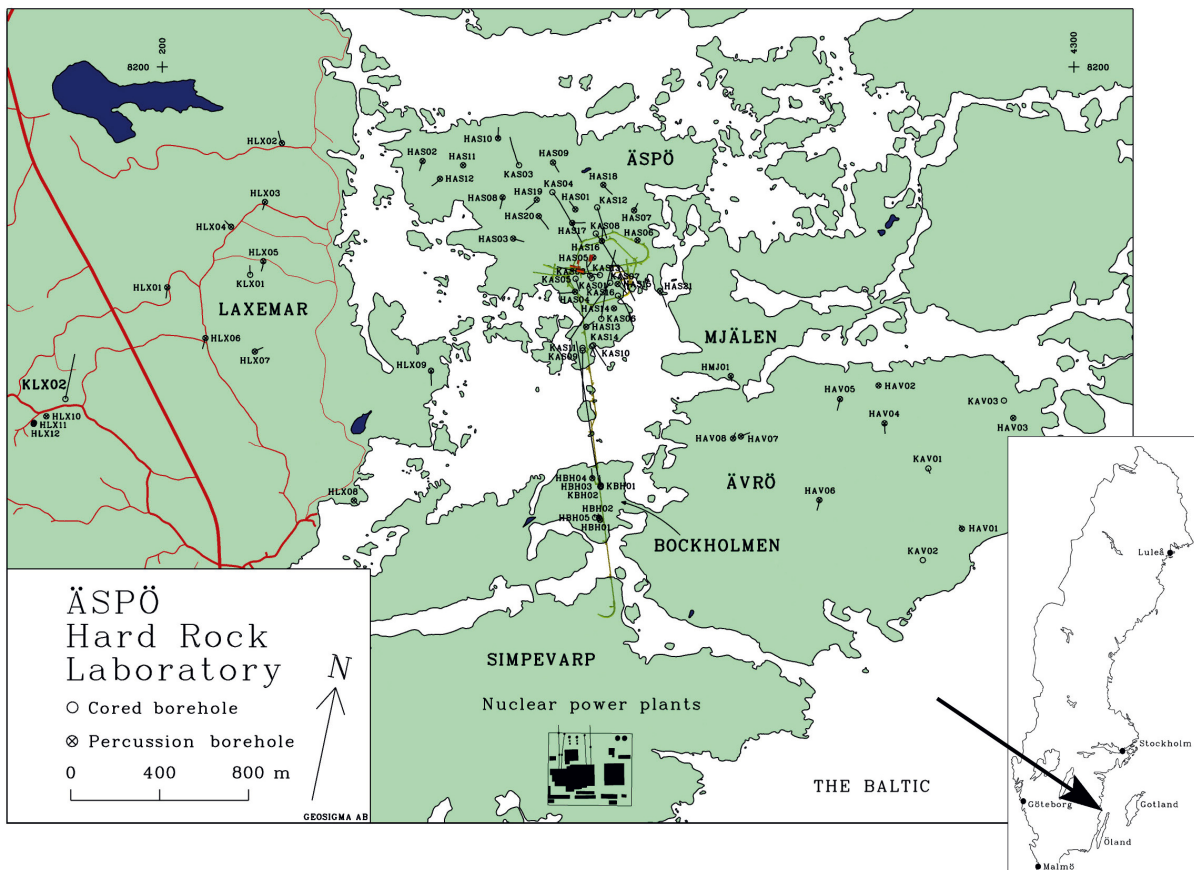 200
8200
4300
8200
HLX02
HAS10
HAS02
HAS11
HAS09
KAS03
HAS12
ÄSPÖ
KAS04
HAS18
HAS08
HAS19
HAS01
KAS12
HLX03
HAS20
HAS07
HLX04
HAS17
KAS08
HAS03
HAS06
HAS16
HLX05
HAS05
KAS05
KLX01
HLX01
HAS21
HAS04
LAXEMAR
HAS14
KAS06
HAS13
HLX06
MJÄLEN
KAS14
KAS11
KAS09
KAS10
HLX07
HLX09
HMJ01
KLX02
HAV05
HAV02
KAV03
HLX10
HLX11
HLX12
HAV04
HAV03
HAV08
HAV07
KAV01
HBH04
HBH03
KBH01
KBH02
ÄVRÖ
HLX08
HAV06
HBH02
HBH05
HBH01
HAV01
BOCKHOLMEN
KAV02
ÄSPÖ
Hard Rock
Laboratory
N
Cored borehole
Percussion borehole
0 400 800 m
GEOSIGMA AB
SIMPEVARP
Nuclear power plants
THE BALTIC
Luleå
Stockholm
Göteborg
Gotland
Öland
Malmö